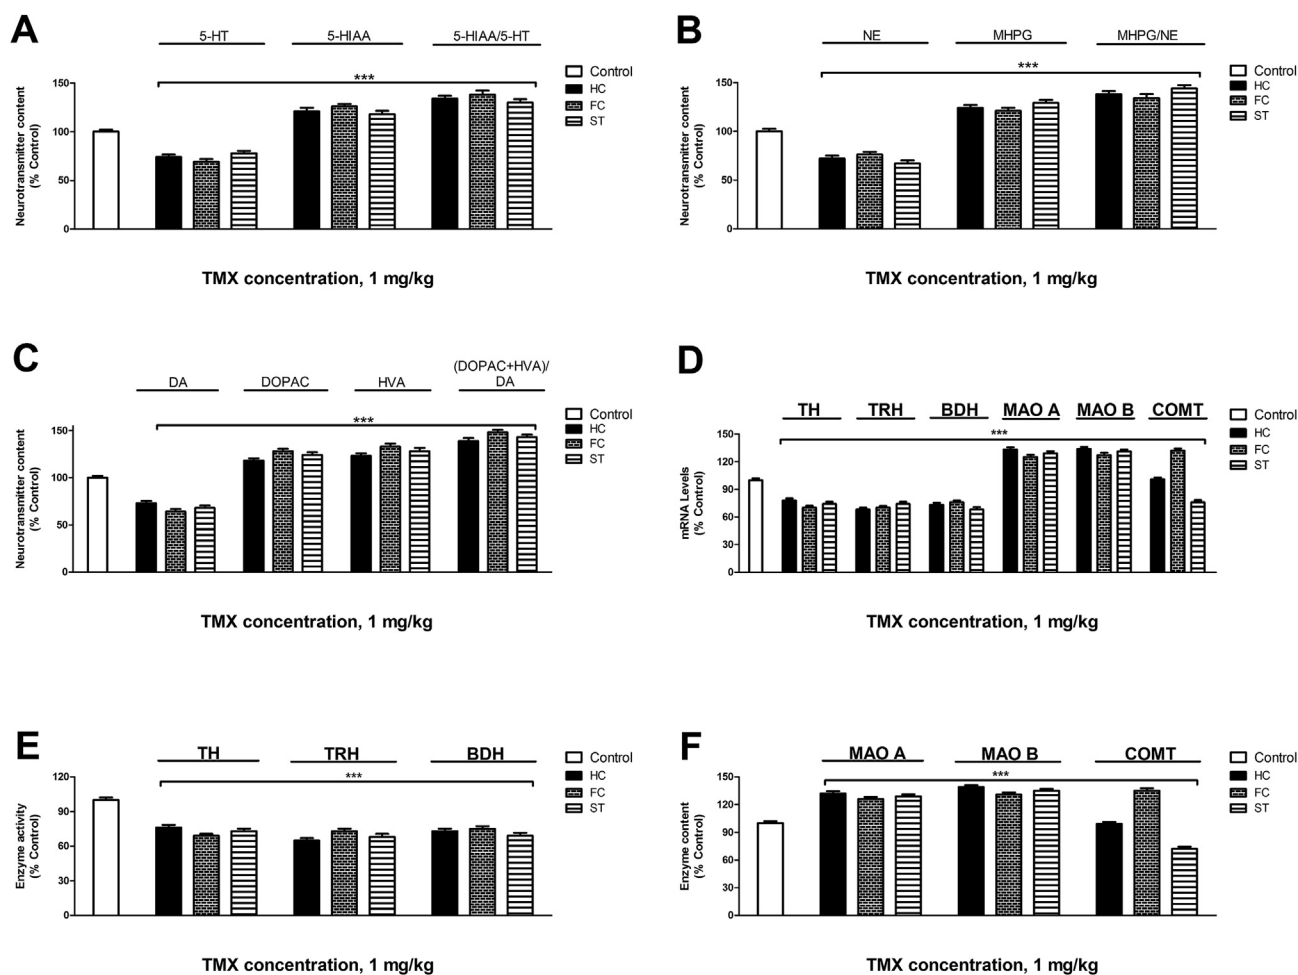 A
5-HT 5-HIAA 5-HIAA/5-HT
***
Control
HC
FC
ST
150
100
50
0
Neurotransmitter content
(% Control)
TMX concentration, 1 mg/kg
B
NE MHPG MHPG/NE
***
Control
HC
FC
ST
150
100
50
0
Neurotransmitter content
(% Control)
TMX concentration, 1 mg/kg
C
DA DOPAC HVA (DOPAC+HVA)/
DA
***
Control
HC
FC
ST
150
100
50
0
Neurotransmitter content
(% Control)
TMX concentration, 1 mg/kg
D
TH TRH BDH MAO A MAO B COMT
***
Control
HC
FC
ST
150
120
90
60
30
0
mRNA Levels
(% Control)
TMX concentration, 1 mg/kg
E
TH TRH BDH
***
Control
HC
FC
ST
120
90
60
30
0
Enzyme activity
(% Control)
TMX concentration, 1 mg/kg
F
MAO A MAO B COMT
***
Control
HC
FC
ST
150
120
90
60
30
0
Enzyme content
(% Control)
TMX concentration, 1 mg/kg